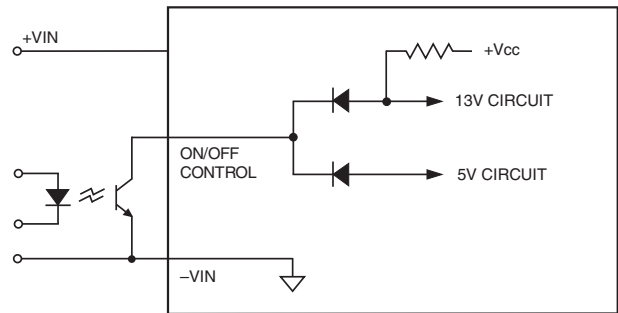 +VIN
+Vcc
13V CIRCUIT
ON/OFF
CONTROL
5V CIRCUIT
–VIN